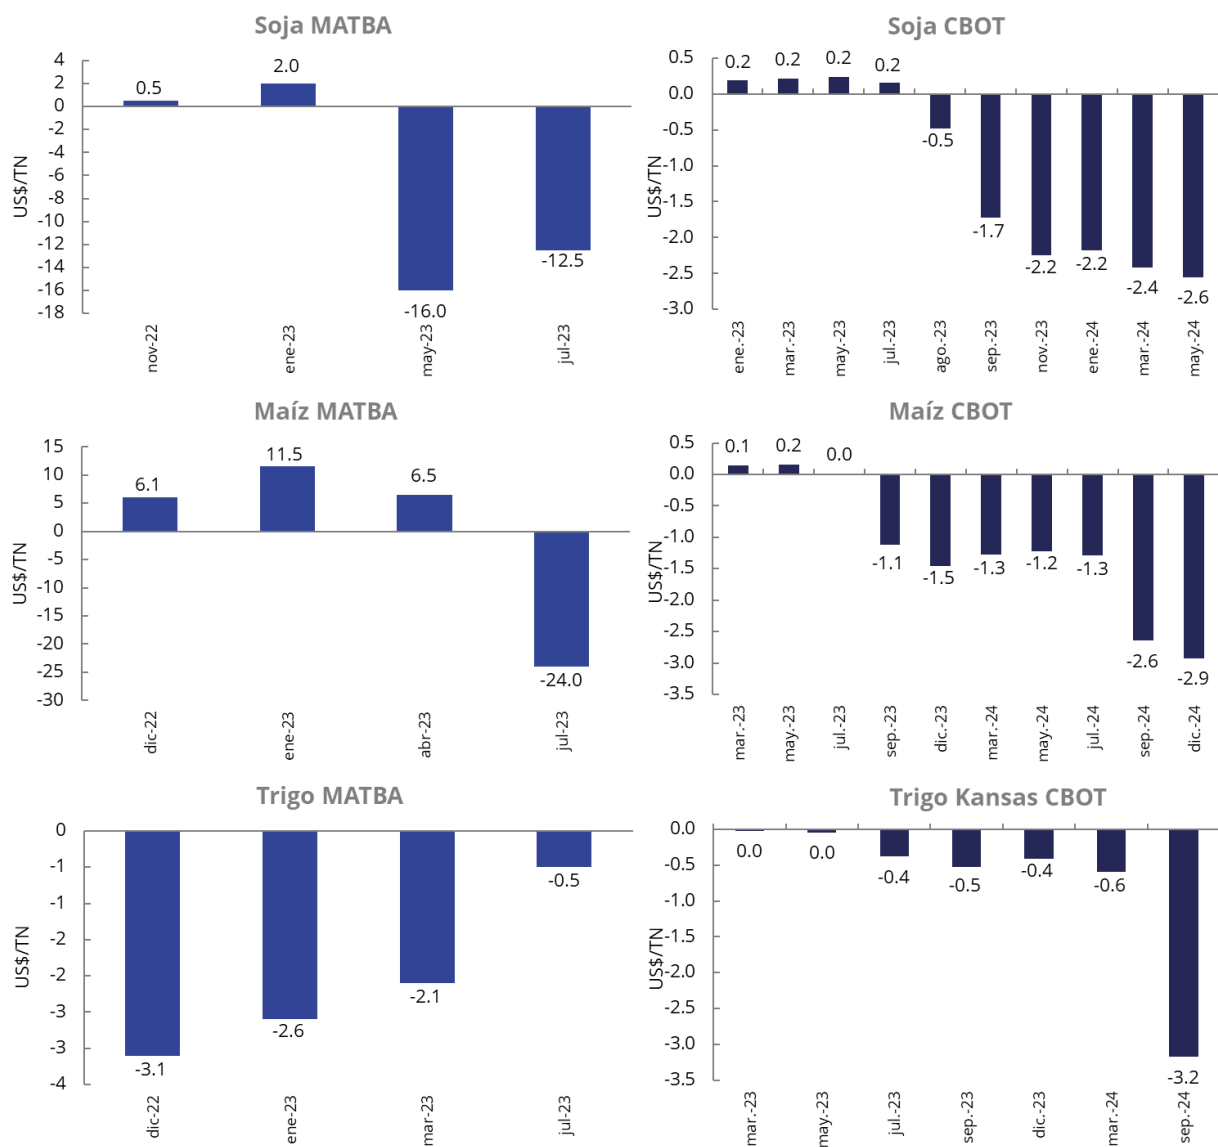 Soja MATBA
4
2
0
-2
-4
-6
-8
-10
-12
-14
-16
-18
US$/TN
0.5
2.0
-16.0
-12.5
nov-22
ene-23
may-23
jul-23
Soja CBOT
0.5
0.0
-0.5
-1.0
-1.5
-2.0
-2.5
-3.0
US$/TN
0.2
0.2
0.2
0.2
-0.5
-1.7
-2.2
-2.2
-2.4
-2.6
ene.-23
mar.-23
may.-23
jul.-23
ago.-23
sep.-23
nov.-23
ene.-24
mar.-24
may.-24
Maíz MATBA
15
10
5
0
-5
-10
-15
-20
-25
-30
US$/TN
6.1
11.5
6.5
-24.0
dic-22
ene-23
abr-23
jul-23
Maíz CBOT
0.5
0.0
-0.5
-1.0
-1.5
-2.0
-2.5
-3.0
-3.5
US$/TN
0.1
0.2
0.0
-1.1
-1.5
-1.3
-1.2
-1.3
-2.6
-2.9
mar.-23
may.-23
jul.-23
sep.-23
dic.-23
mar.-24
may.-24
jul.-24
sep.-24
dic.-24
Trigo MATBA
0
-1
-1
-2
-2
-3
-3
-4
US$/TN
-3.1
-2.6
-2.1
-0.5
dic-22
ene-23
mar-23
jul-23
Trigo Kansas CBOT
0.0
-0.5
-1.0
-1.5
-2.0
-2.5
-3.0
-3.5
US$/TN
0.0
0.0
-0.4
-0.5
-0.4
-0.6
-3.2
mar.-23
may.-23
jul.-23
sep.-23
dic.-23
mar.-24
sep.-24